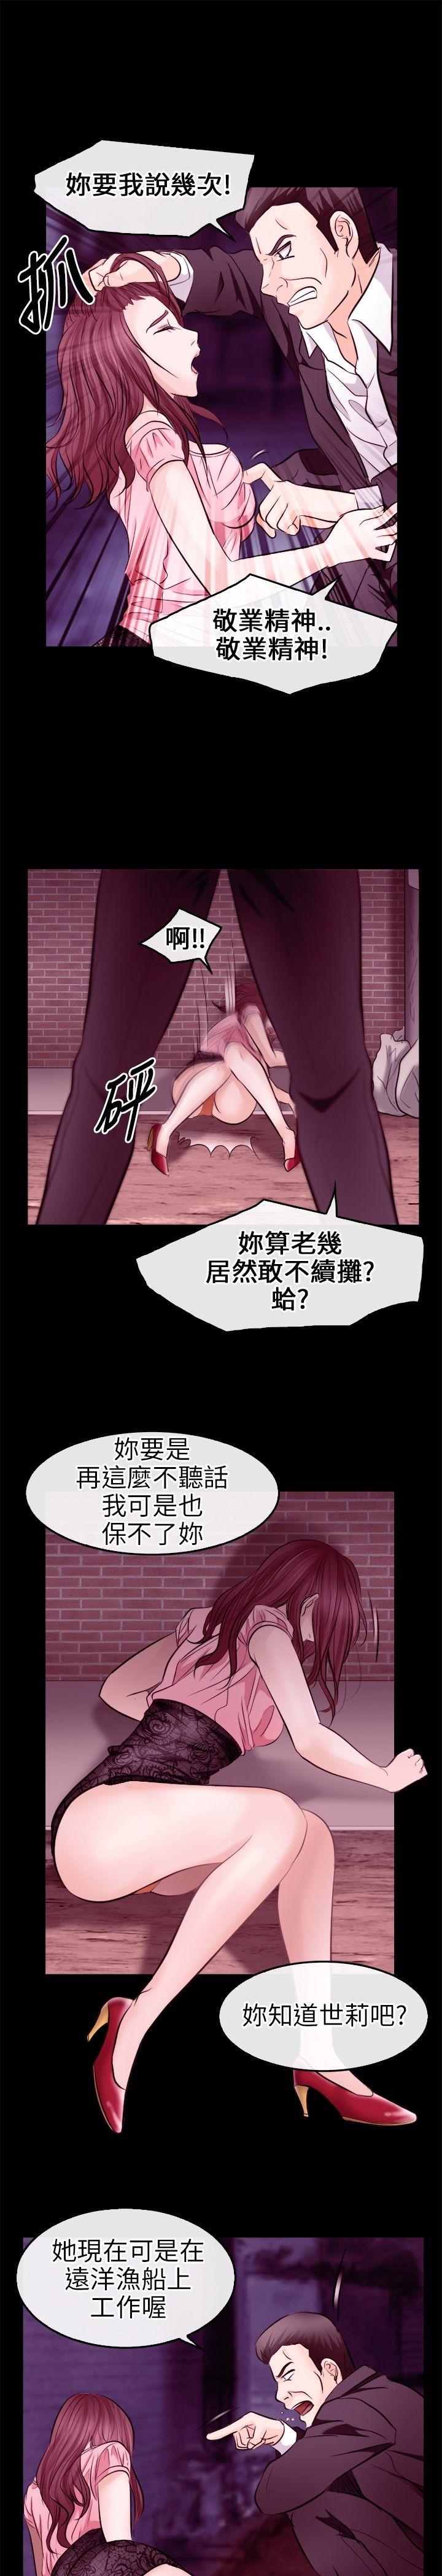 妳要我說幾次!
抓
敬業精神..
敬業精神!
啊!!
砰
妳算老幾
居然敢不續攤?
蛤?
妳要是
再這麼不聽話
我可是也
保不了妳
妳知道世莉吧?
她現在可是在
遠洋漁船上
工作喔